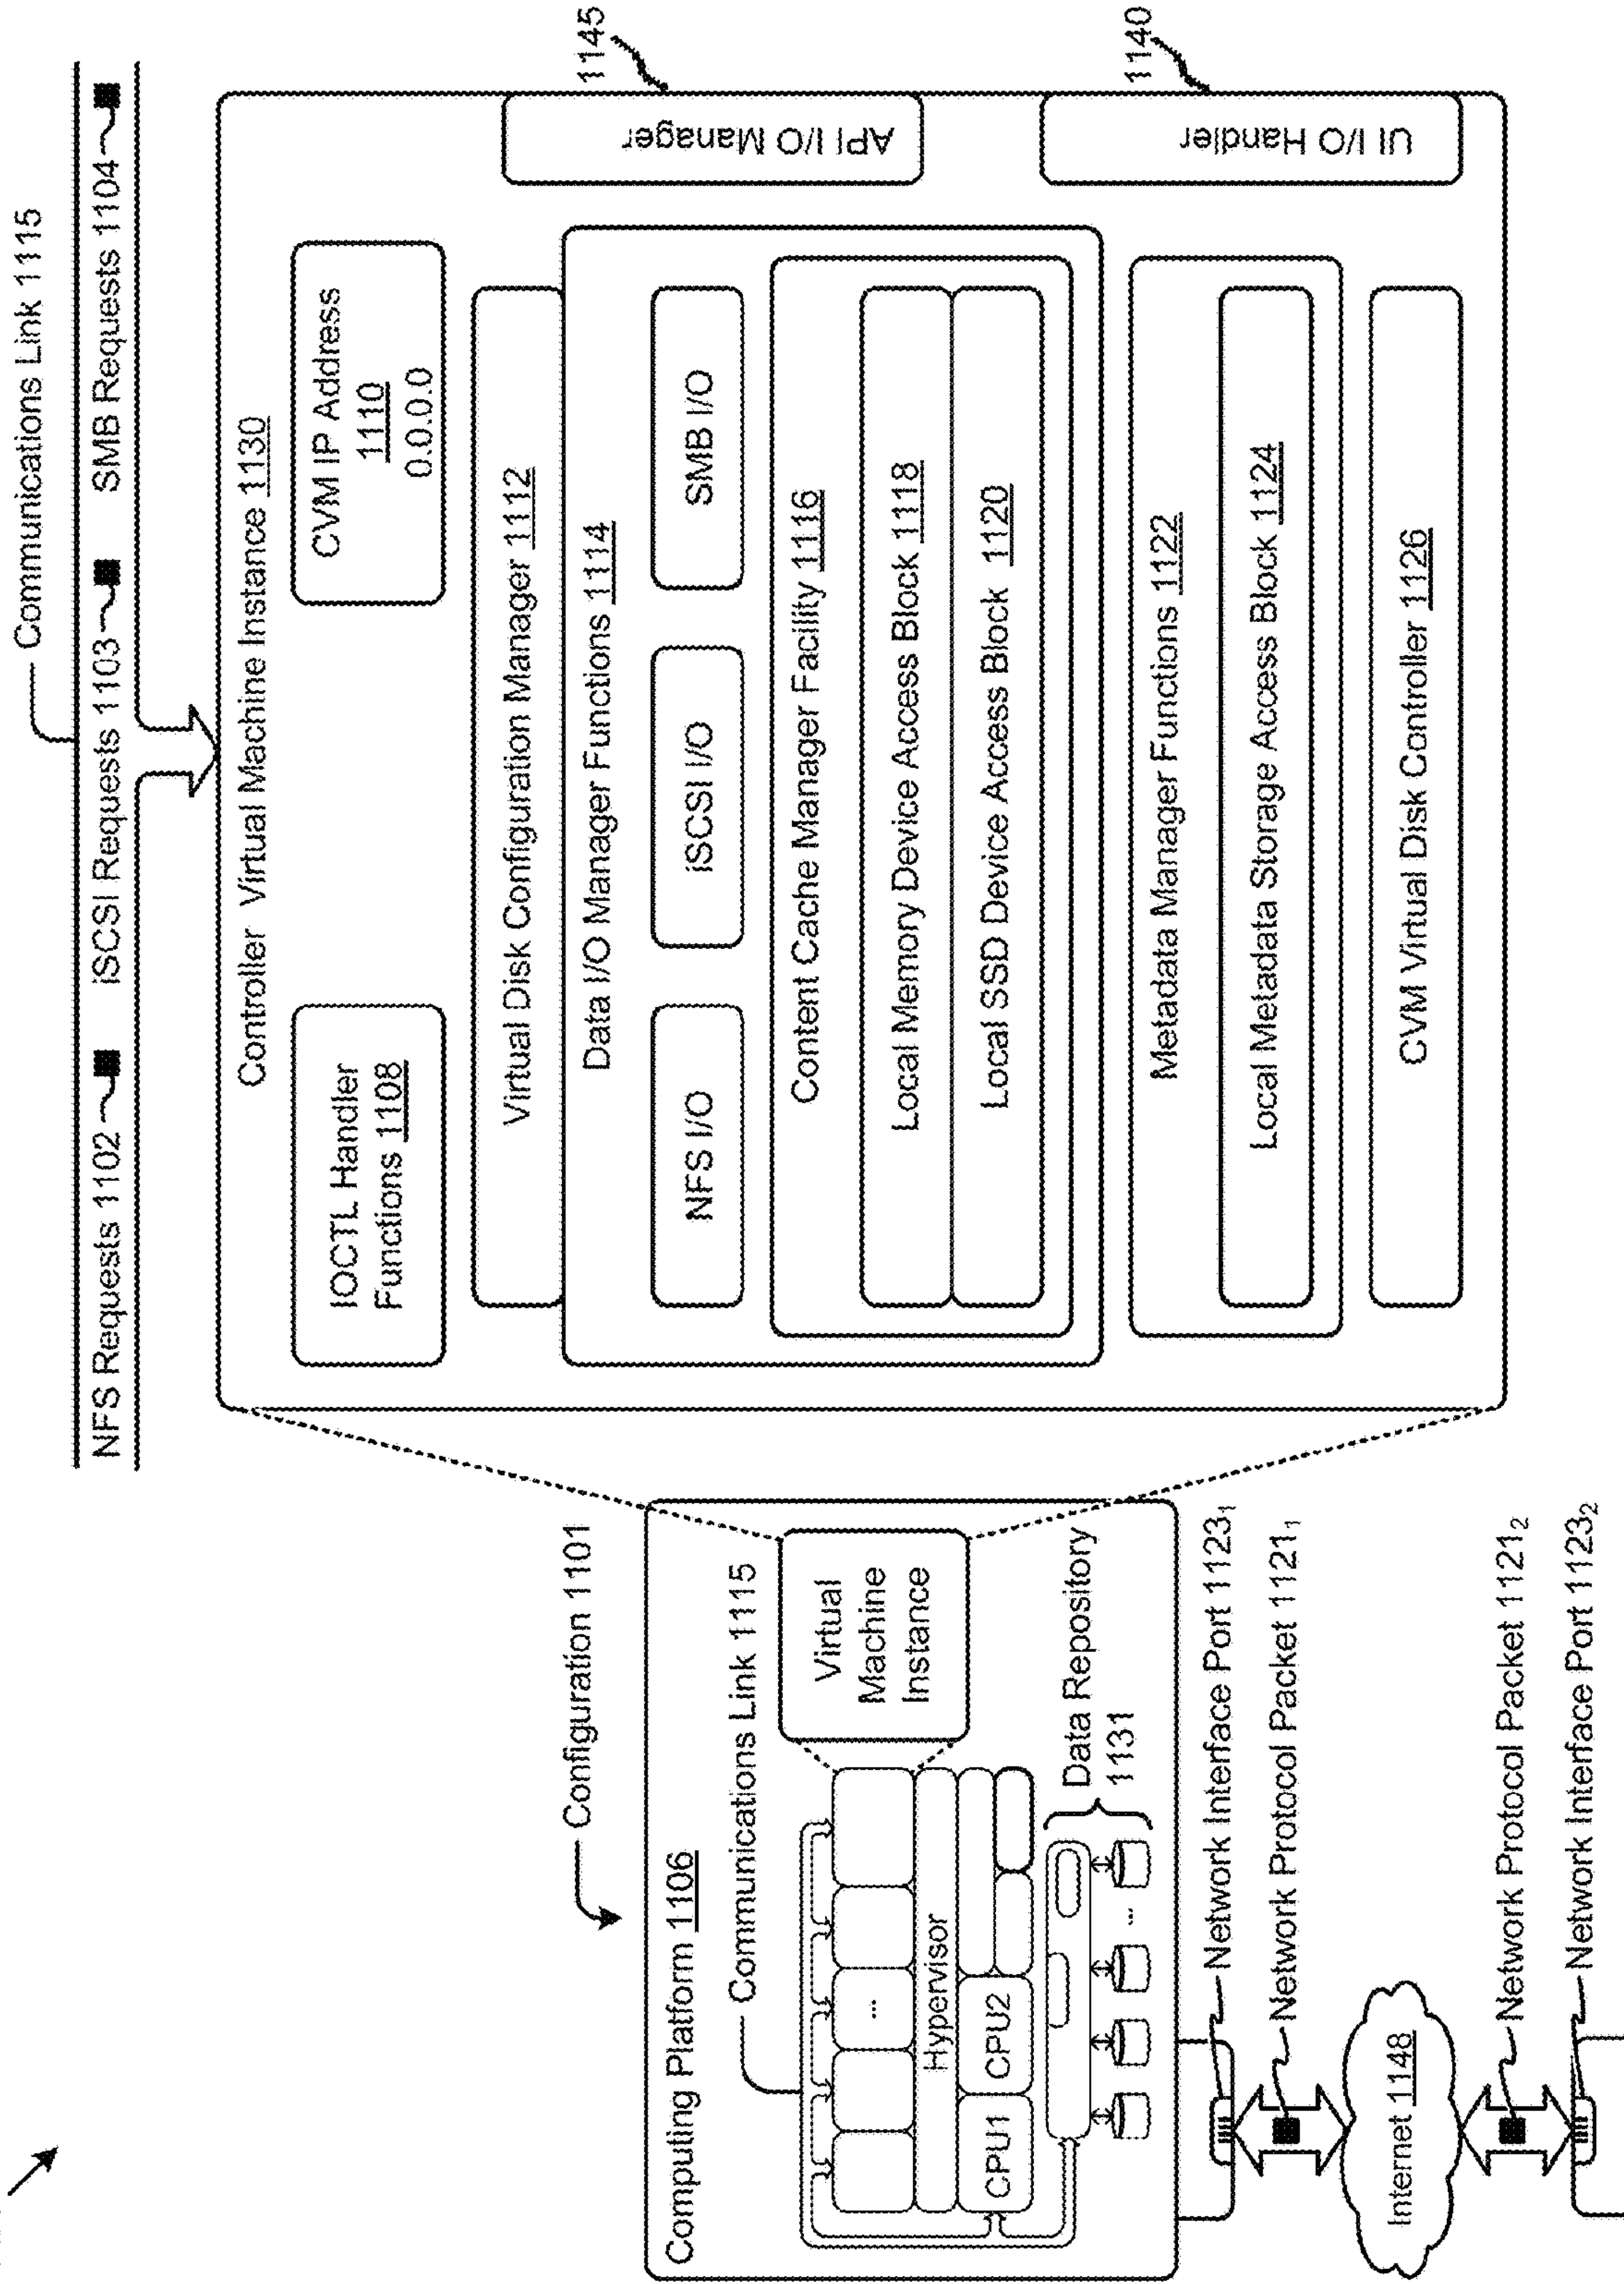 Communications Link 1115
NFS Requests 1102
iSCSI Requests 1103
SMB Requests 1104
Configuration 1101
Computing Platform 1106
Communications Link 1115
...
Hypervisor
CPU1
CPU2
Virtual
Machine
Instance
Data Repository
1131
...
Network Interface Port 1123₁
Network Protocol Packet 1121₁
Internet 1148
Network Protocol Packet 1121₂
Network Interface Port 1123₂
Controller Virtual Machine Instance 1130
IOCTL Handler
Functions 1108
CVM IP Address
1110
0.0.0.0
Virtual Disk Configuration Manager 1112
Data I/O Manager Functions 1114
NFS I/O
iSCSI I/O
SMB I/O
Content Cache Manager Facility 1116
Local Memory Device Access Block 1118
Local SSD Device Access Block 1120
Metadata Manager Functions 1122
Local Metadata Storage Access Block 1124
CVM Virtual Disk Controller 1126
API I/O Manager
1145
UI I/O Handler
1140